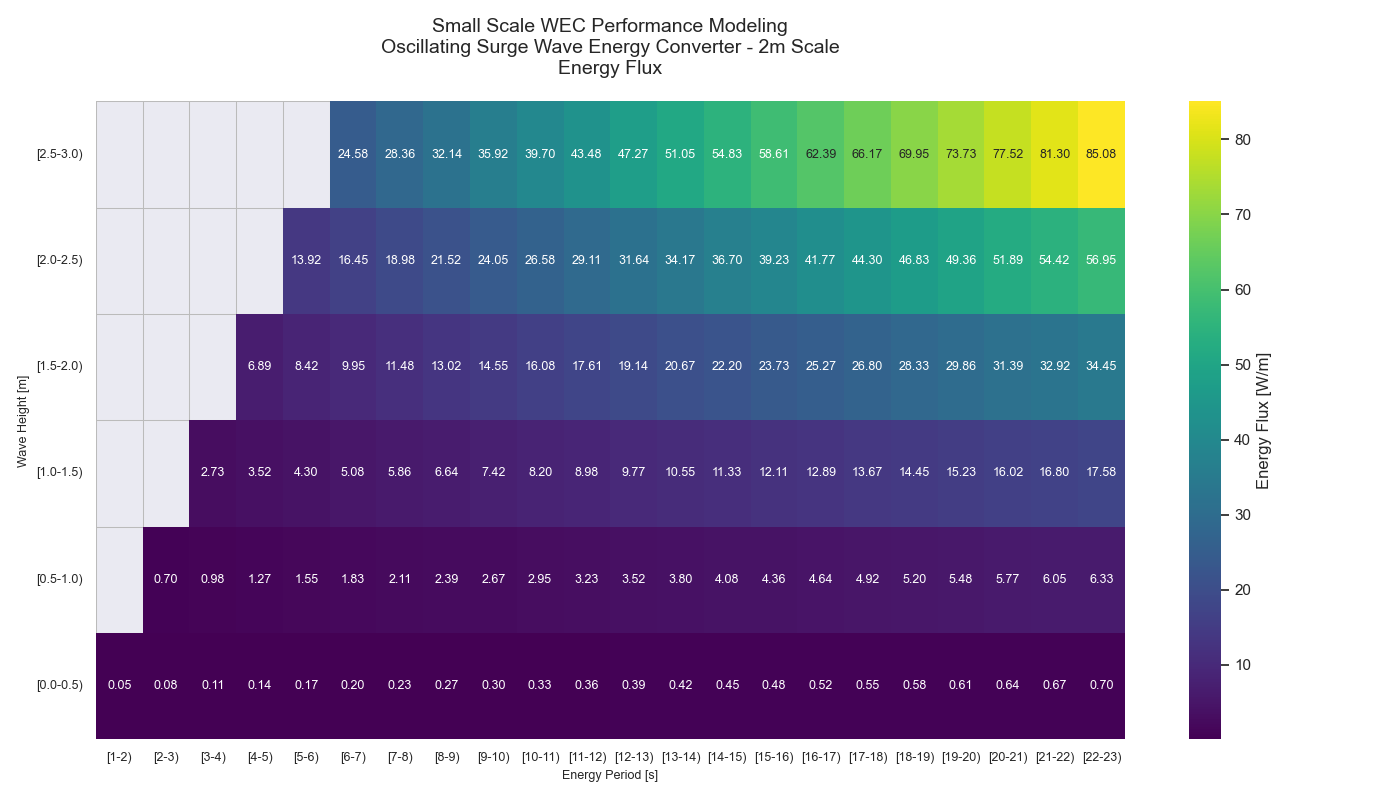 Small Scale WEC Performance Modeling
Oscillating Surge Wave Energy Converter - 2m Scale
Energy Flux
[2.5-3.0) 24.58 28.36 32.14 35.92 39.70 43.48 47.27 51.05 54.83 58.61 62.39 66.17 69.95 73.73 77.52 81.30 85.08
[2.0-2.5) 13.92 16.45 18.98 21.52 24.05 26.58 29.11 31.64 34.17 36.70 39.23 41.77 44.30 46.83 49.36 51.89 54.42 56.95
[1.5-2.0) 6.89 8.42 9.95 11.48 13.02 14.55 16.08 17.61 19.14 20.67 22.20 23.73 25.27 26.80 28.33 29.86 31.39 32.92 34.45
[1.0-1.5) 2.73 3.52 4.30 5.08 5.86 6.64 7.42 8.20 8.98 9.77 10.55 11.33 12.11 12.89 13.67 14.45 15.23 16.02 16.80 17.58
[0.5-1.0) 0.70 0.98 1.27 1.55 1.83 2.11 2.39 2.67 2.95 3.23 3.52 3.80 4.08 4.36 4.64 4.92 5.20 5.48 5.77 6.05 6.33
[0.0-0.5) 0.05 0.08 0.11 0.14 0.17 0.20 0.23 0.27 0.30 0.33 0.36 0.39 0.42 0.45 0.48 0.52 0.55 0.58 0.61 0.64 0.67 0.70
[1-2) [2-3) [3-4) [4-5) [5-6) [6-7) [7-8) [8-9) [9-10) [10-11) [11-12) [12-13) [13-14) [14-15) [15-16) [16-17) [17-18) [18-19) [19-20) [20-21) [21-22) [22-23)
Energy Period [s]
Wave Height [m]
80
70
60
50
40
30
20
10
Energy Flux [W/m]